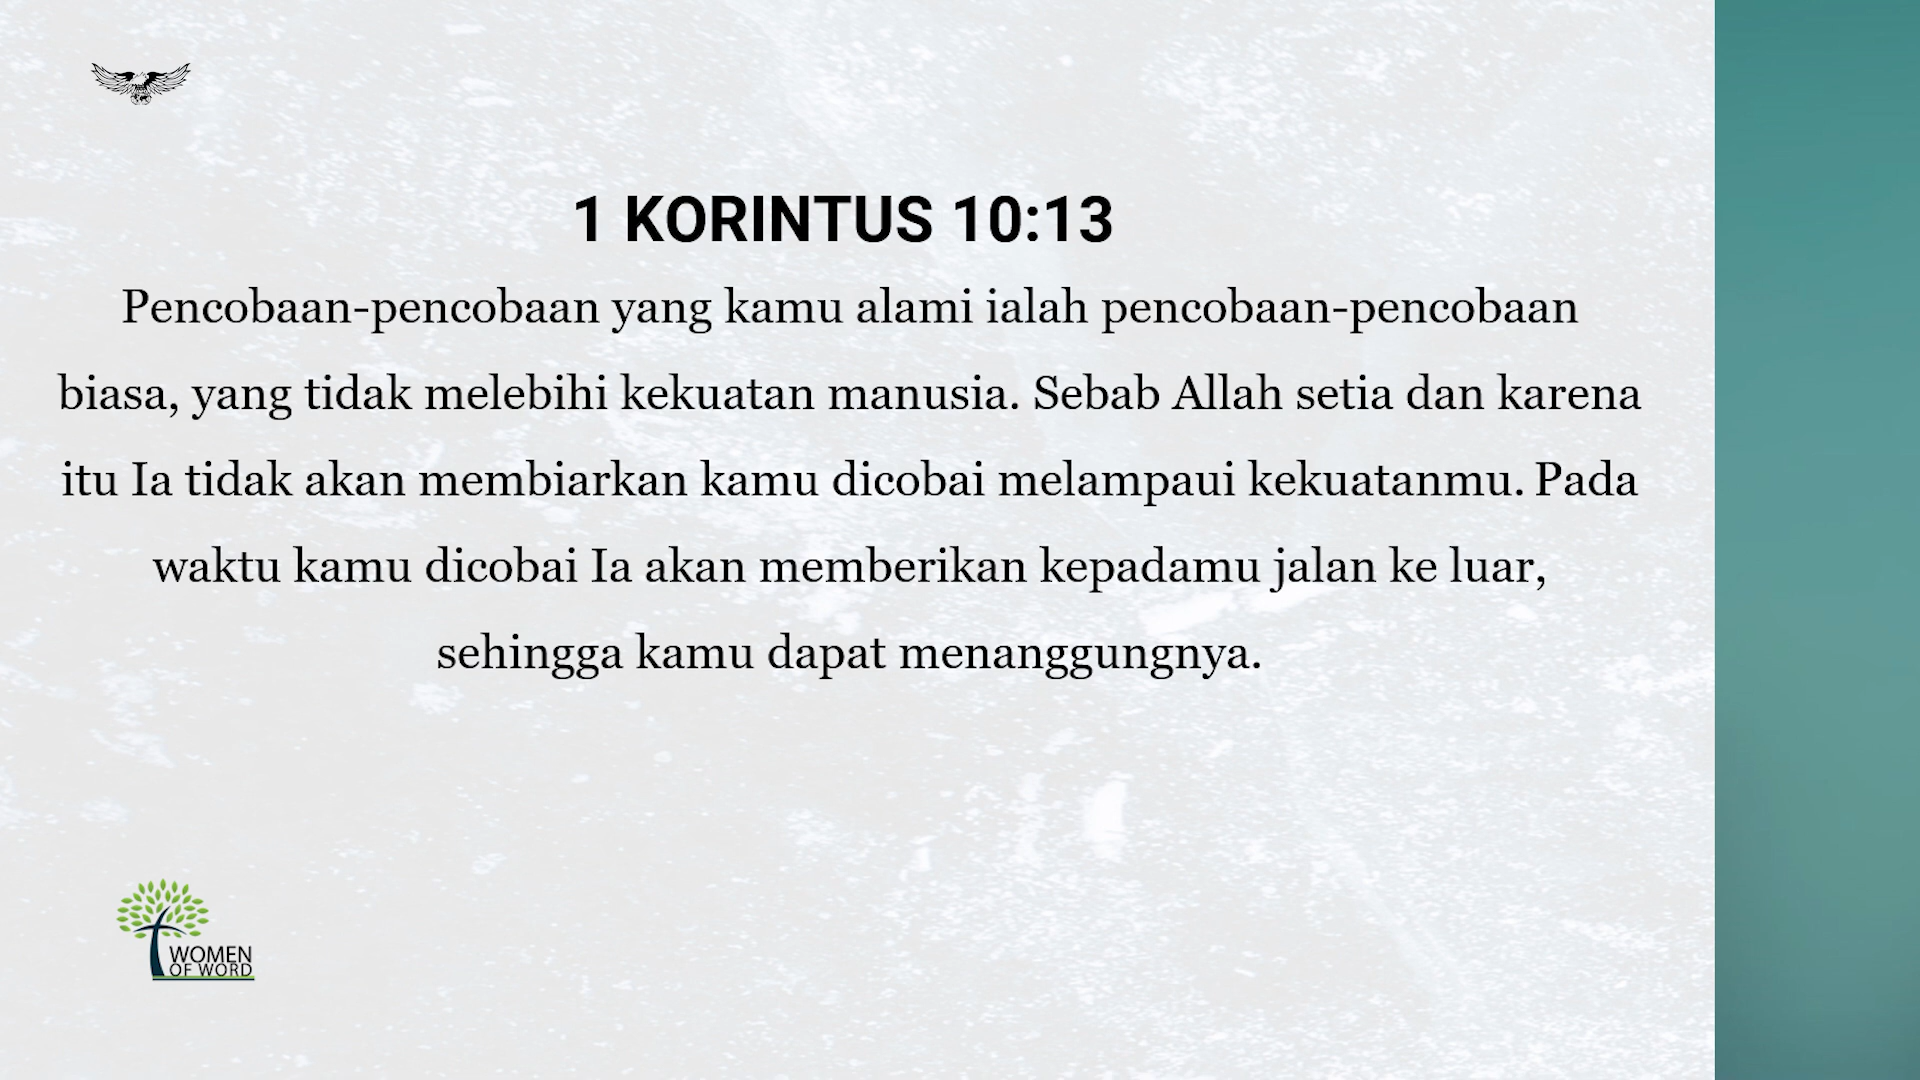 1 KORINTUS 10:13
Pencobaan-pencobaan yang kamu alami ialah pencobaan-pencobaan
biasa, yang tidak melebihi kekuatan manusia. Sebab Allah setia dan karena
itu Ia tidak akan membiarkan kamu dicobai melampaui kekuatanmu. Pada
waktu kamu dicobai Ia akan memberikan kepadamu jalan ke luar,
sehingga kamu dapat menanggungnya.
WOMEN
OF WORD